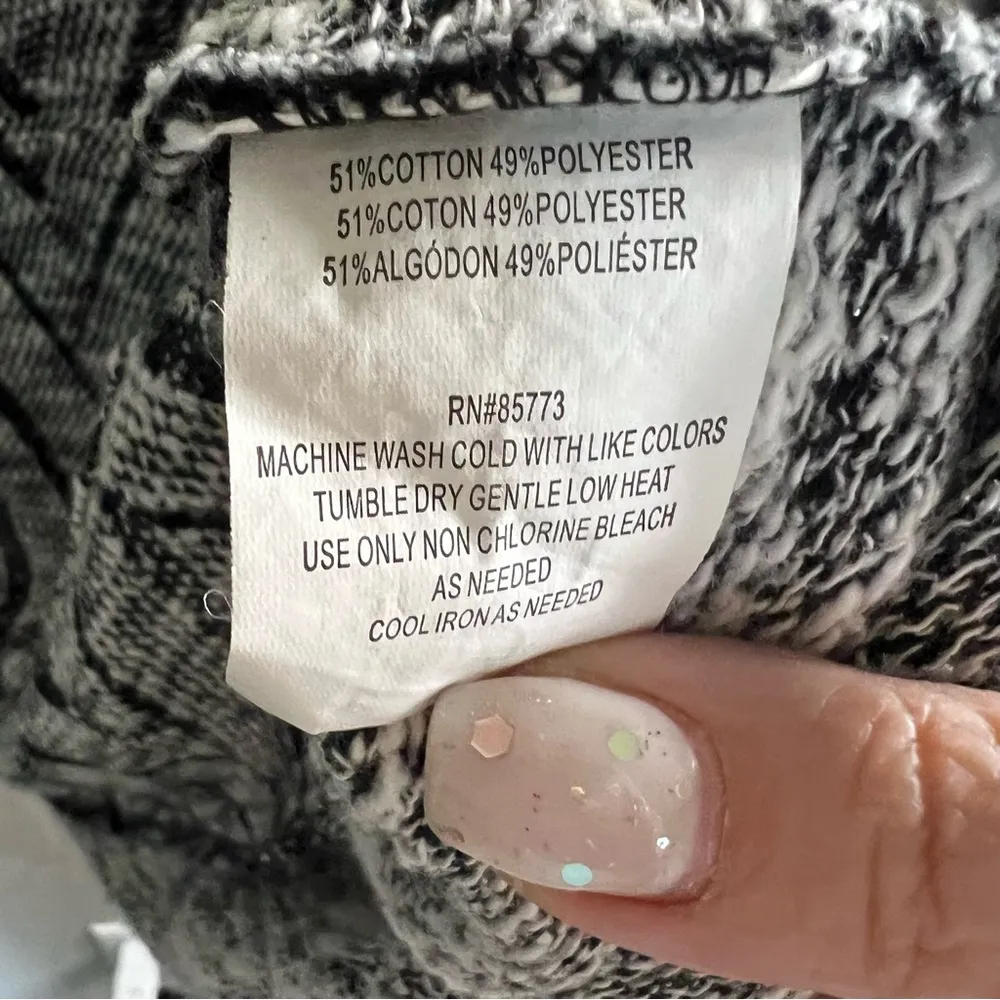 51%COTTON 49%POLYESTER
51%COTON 49%POLYESTER
51%ALGÓDON 49%POLIÉSTER
RN#85773
MACHINE WASH COLD WITH LIKE COLORS
TUMBLE DRY GENTLE LOW HEAT
USE ONLY NON CHLORINE BLEACH
AS NEEDED
COOL IRON AS NEEDED